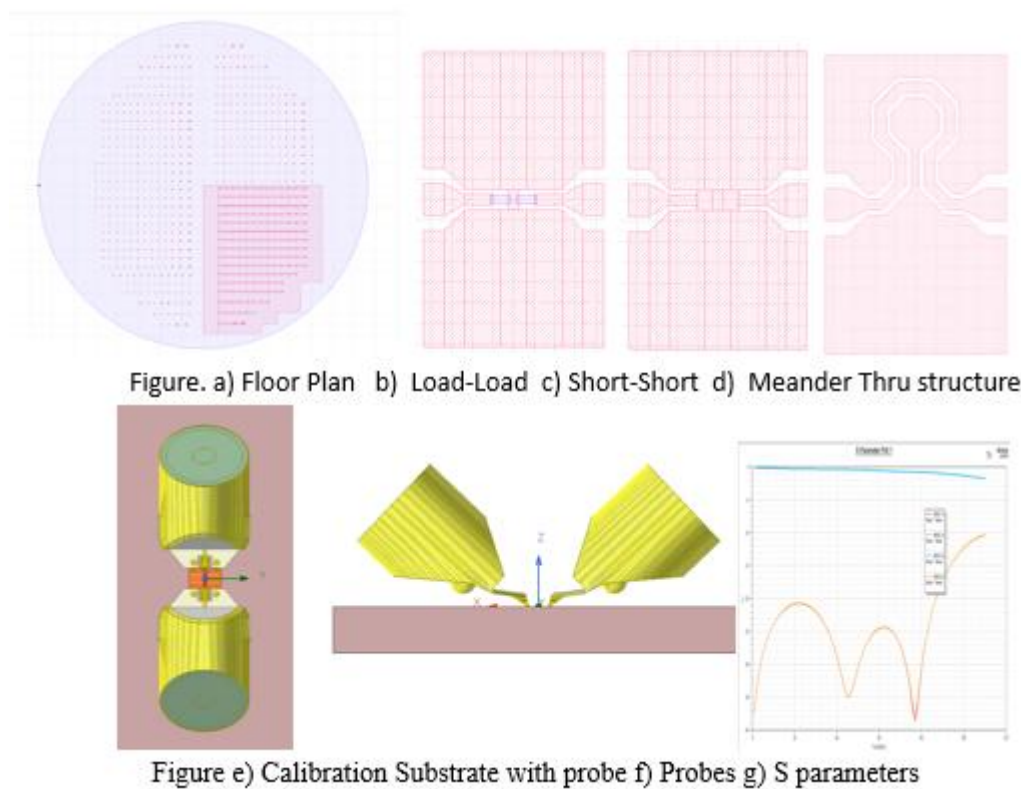 Figure. a) Floor Plan b) Load-Load c) Short-Short d) Meander Thru structure
Z
X
Figure e) Calibration Substrate with probe f) Probes g) S parameters